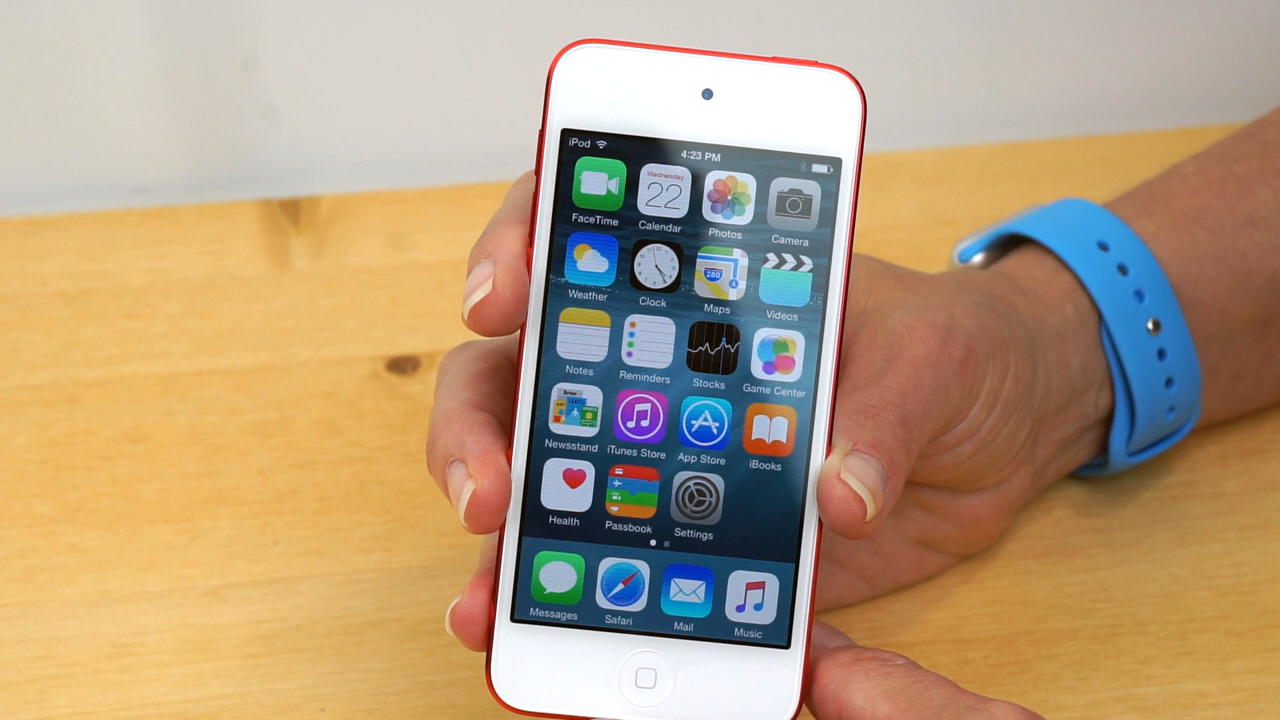 iPod 4:23 PM
Wednesday
22
FaceTime Calendar Photos Camera
280
Weather Clock Maps Videos
Notes Reminders Stocks Game Center
Newsstand iTunes Store App Store iBooks
Health Passbook Settings
Messages Safari Mail Music